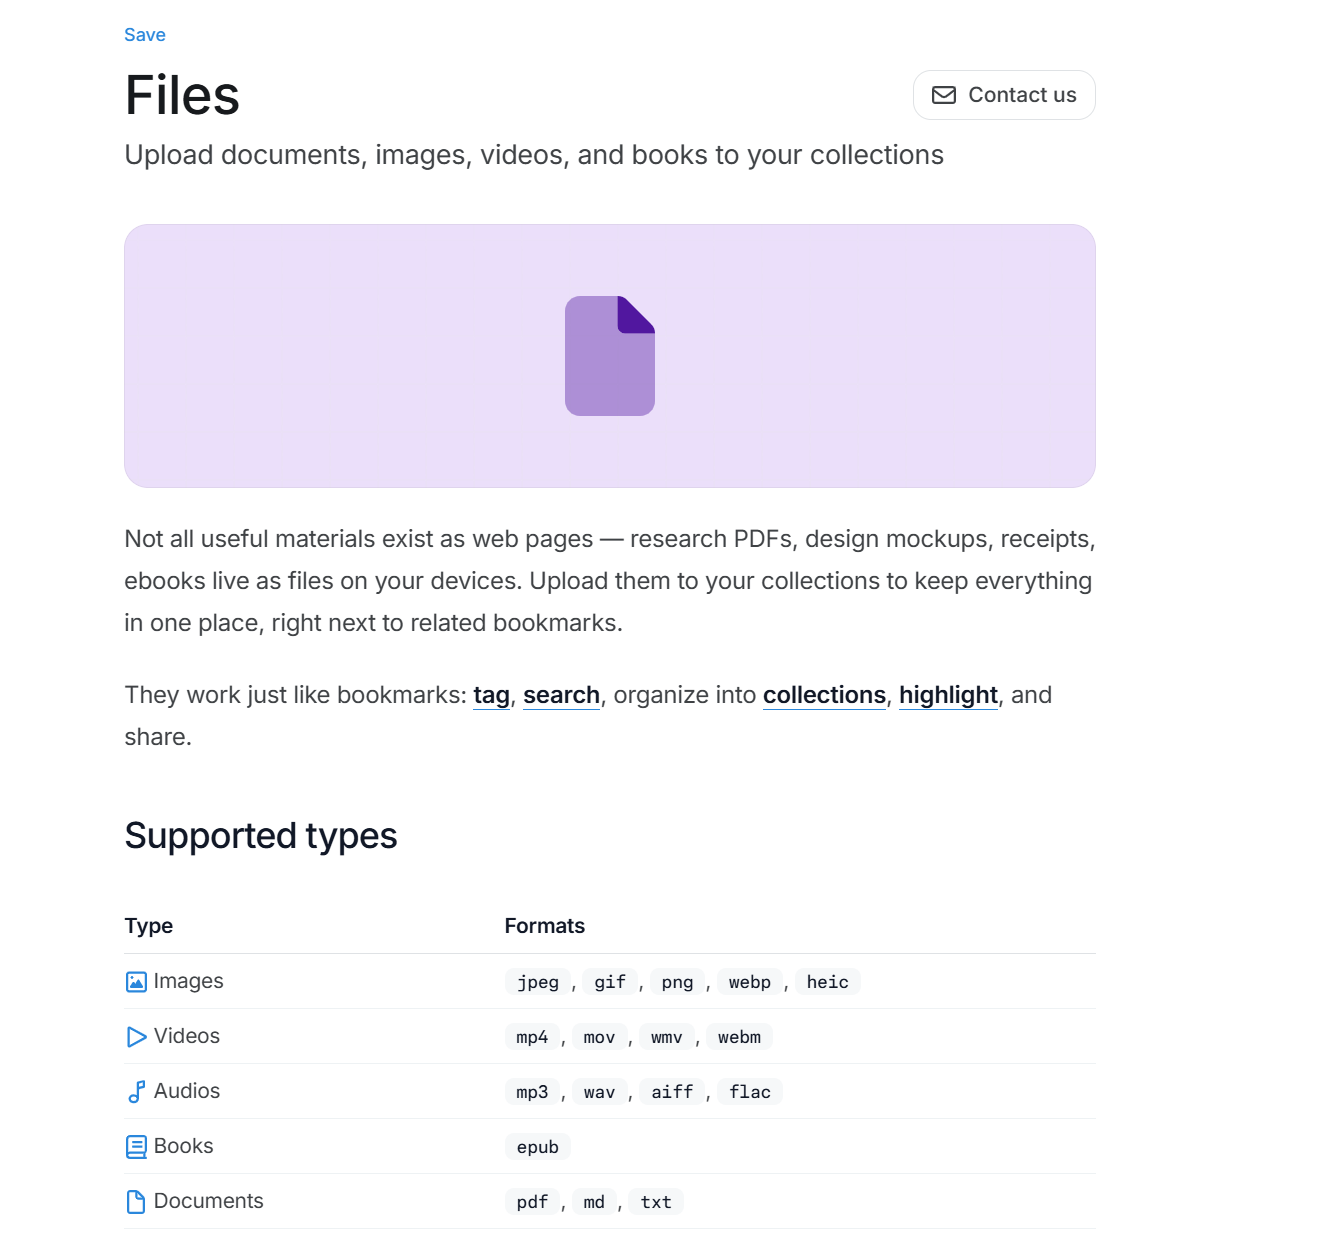 Save
Files
Contact us
Upload documents, images, videos, and books to your collections
Not all useful materials exist as web pages — research PDFs, design mockups, receipts,
ebooks live as files on your devices. Upload them to your collections to keep everything
in one place, right next to related bookmarks.
They work just like bookmarks: tag, search, organize into collections, highlight, and
share.
Supported types
Type Formats
Images jpeg, gif, png, webp, heic
Videos mp4, mov, wmv, webm
Audios mp3, wav, aiff, flac
Books epub
Documents pdf, md, txt